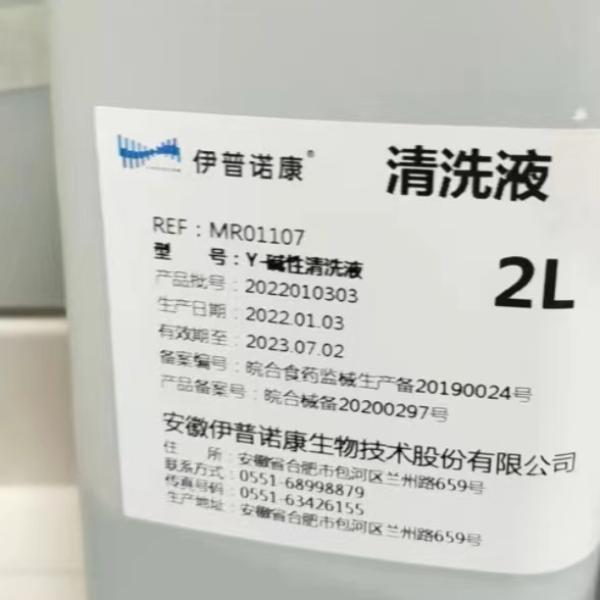 伊普诺康®
清洗液
REF：MR01107
型 号：Y-碱性清洗液
2L
产品批号：2022010303
生产日期：2022.01.03
有效期至：2023.07.02
备案编号：皖合食药监械生产备20190024号
产品备案号：皖合械备20200297号
安徽伊普诺康生物技术股份有限公司
住 所：安徽省合肥市包河区兰州路659号
联系方式：0551-68998879
传真号码：0551-63426155
生产地址：安徽省合肥市包河区兰州路659号